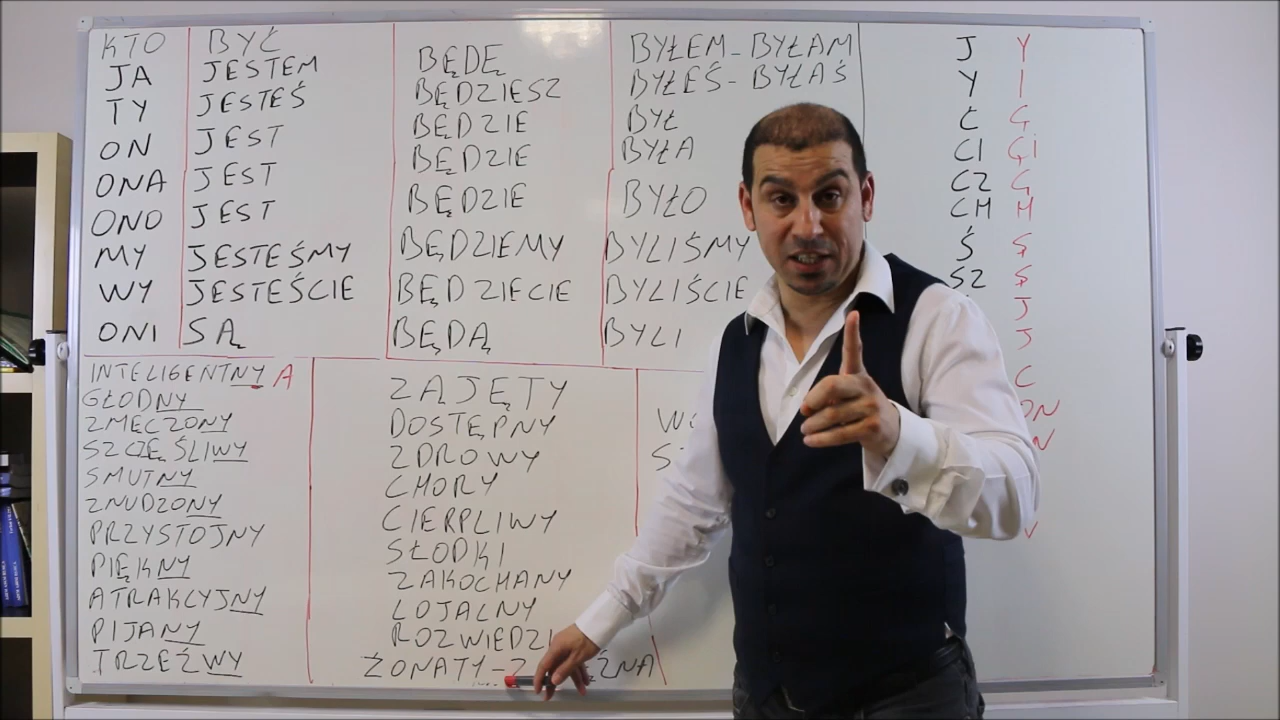 KTO BYĆ
JA JESTEM BĘDĘ BYŁEM-BYŁAM J Y
TY JESTEŚ BĘDZIESZ BYŁEŚ-BYŁAŚ Y I
ON JEST BĘDZIE BYŁ Ć Ç
ONA JEST BĘDZIE BYŁA CI Çİ
ONO JEST BĘDZIE BYŁO CZ Ç
CH H
MY JESTEŚMY BĘDZIEMY BYLIŚMY Ś Ş
WY JESTEŚCIE BĘDZIECIE BYLIŚCIE SZ Ş
J
ONI SĄ BĘDĄ BYLI J
C
INTELIGENTNY A
GŁODNY
ZMĘCZONY
SZCZĘŚLIWY
SMUTNY
ZNUDZONY
PRZYSTOJNY
PIĘKNY
ATRAKCYJNY
PIJANY
TRZEŹWY
ZAJĘTY
DOSTĘPNY
ZDROWY
CHORY
CIERPLIWY
SŁODKI
ZAKOCHANY
LOJALNY
ŻONATY-